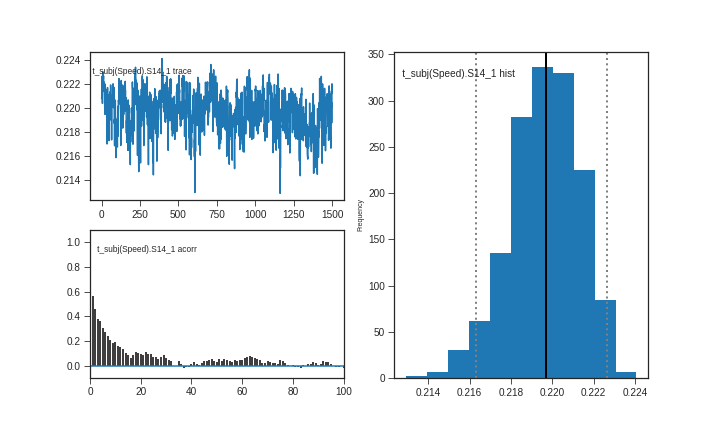 t_subj(Speed).S14_1 trace
0.224
0.222
0.220
0.218
0.216
0.214
0 250 500 750 1000 1250 1500
t_subj(Speed).S14_1 acorr
1.0
0.8
0.6
0.4
0.2
0.0
0 20 40 60 80 100
t_subj(Speed).S14_1 hist
Frequency
350
300
250
200
150
100
50
0
0.214 0.216 0.218 0.220 0.222 0.224